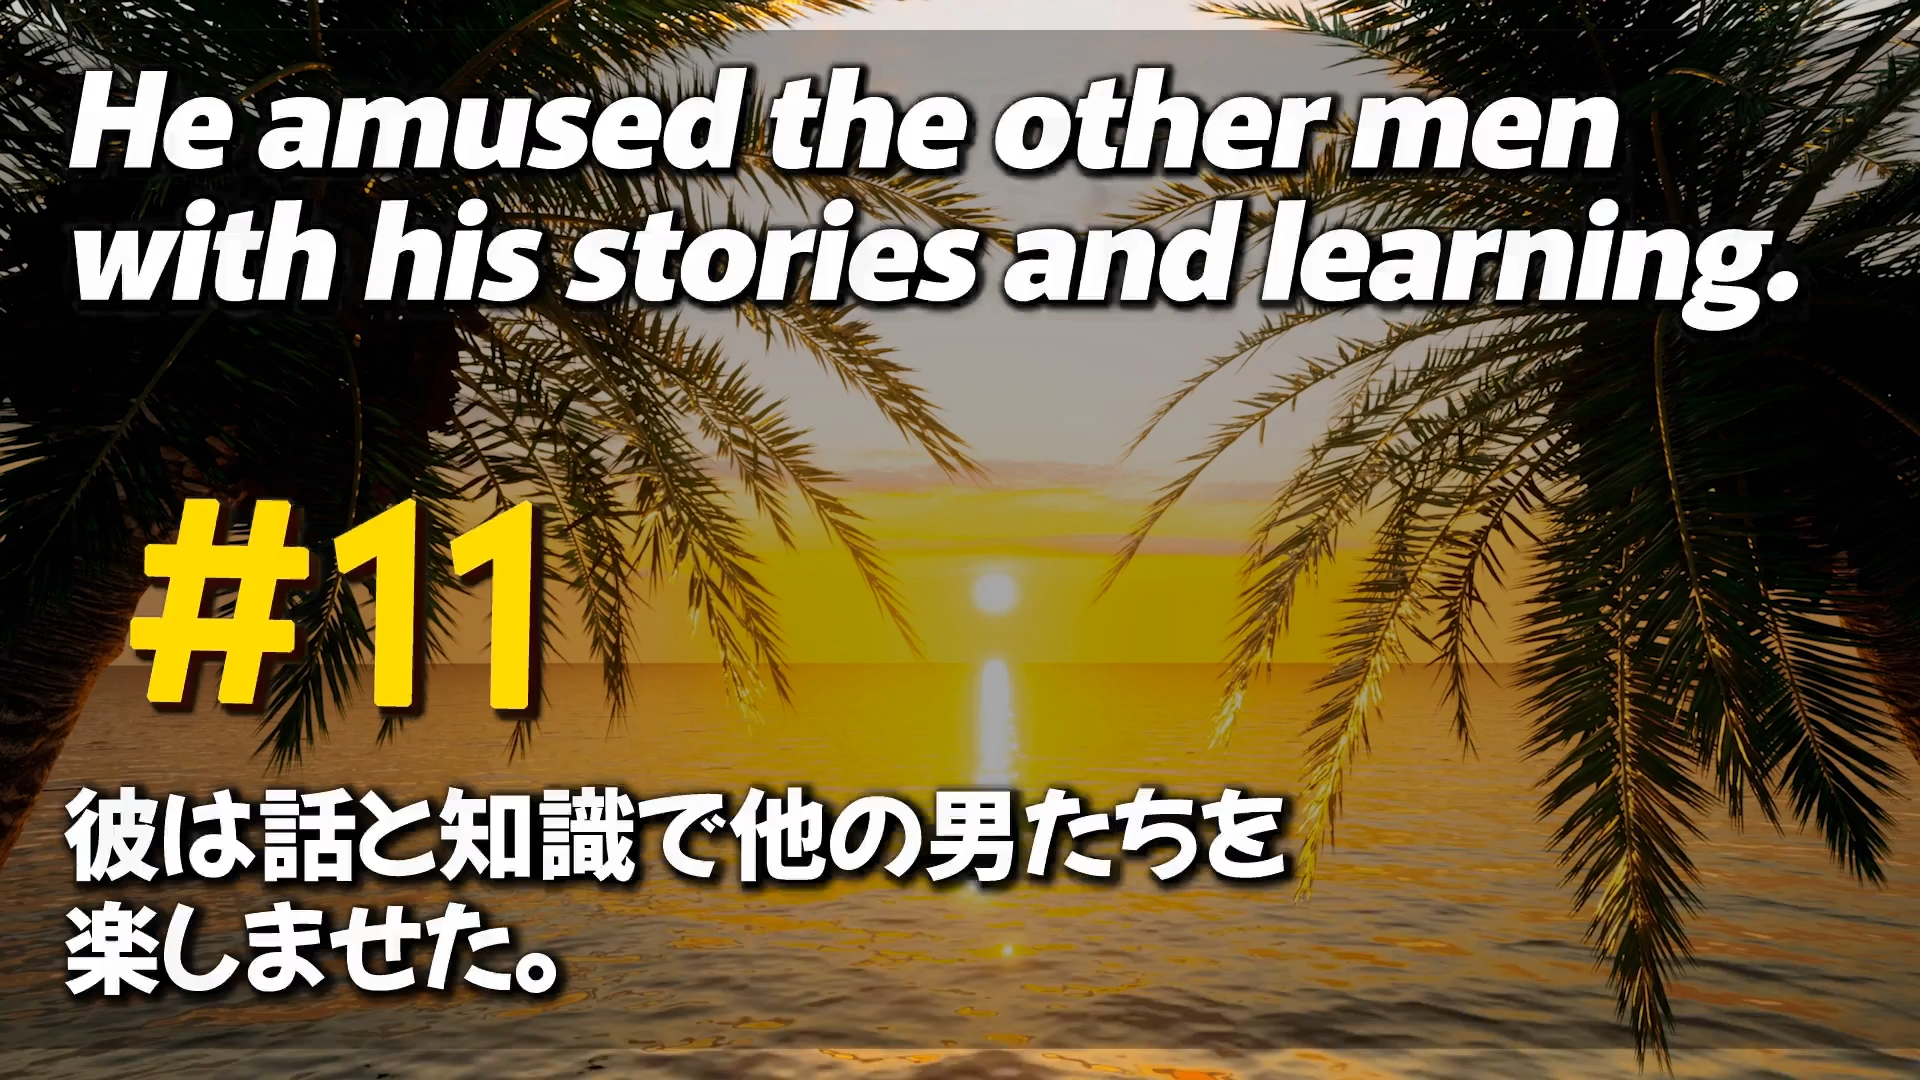 He amused the other men
with his stories and learning.
#11
彼は話と知識で他の男たちを
楽しませた。